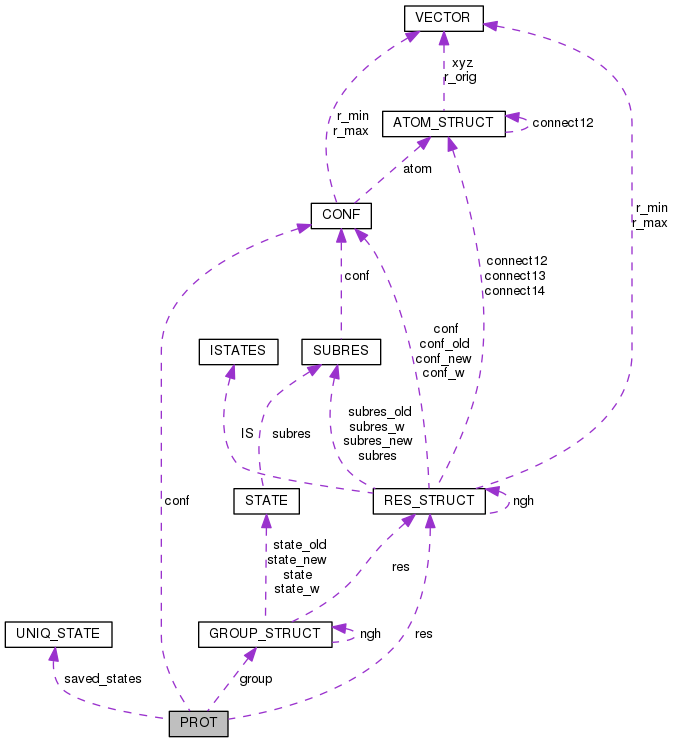 VECTOR
xyz
r_orig
r_min
r_max
ATOM_STRUCT
connect12
atom
CONF
r_min
r_max
connect12
connect13
connect14
conf
conf
conf_old
conf_new
conf_w
ISTATES
SUBRES
subres_old
subres_w
subres_new
subres
IS
subres
STATE
RES_STRUCT
ngh
conf
state_old
state_new
state
state_w
res
UNIQ_STATE
GROUP_STRUCT
ngh
res
saved_states
group
PROT